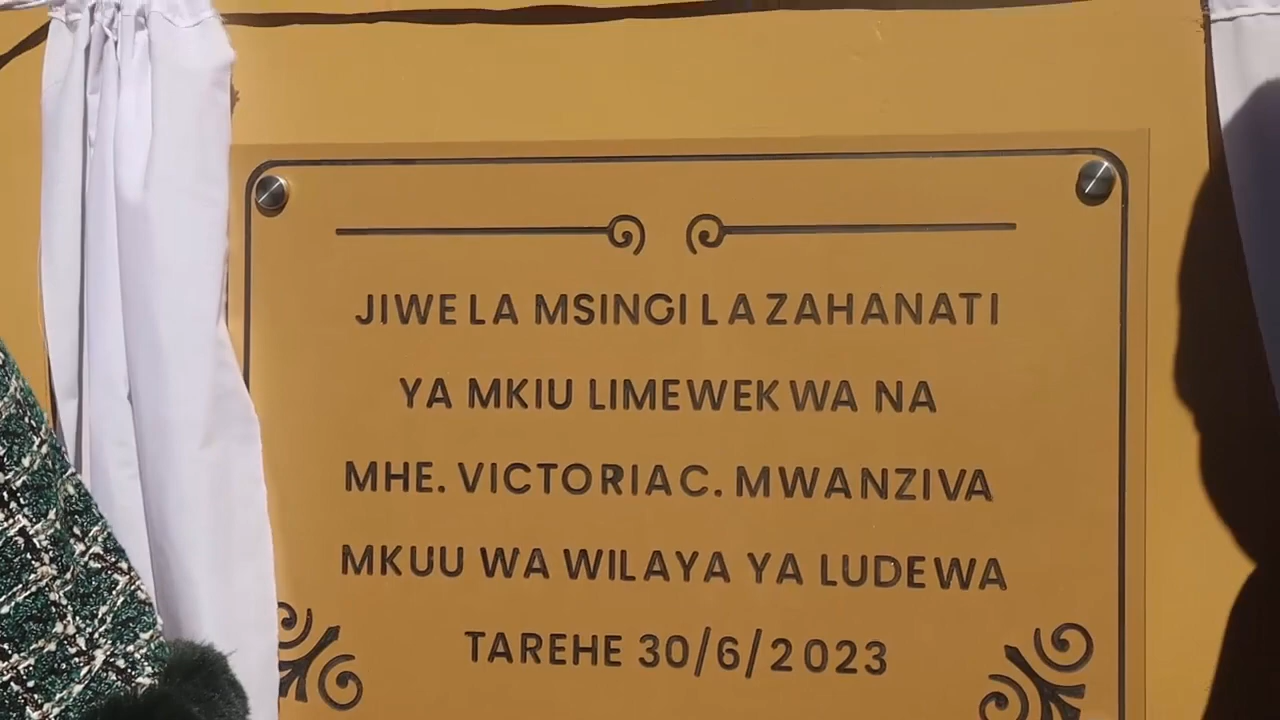 JIWE LA MSINGI LA ZAHANATI
YA MKIU LIMEWEKWA NA
MHE. VICTORIA C. MWANZIVA
MKUU WA WILAYA YA LUDEWA
TAREHE 30/6/2023